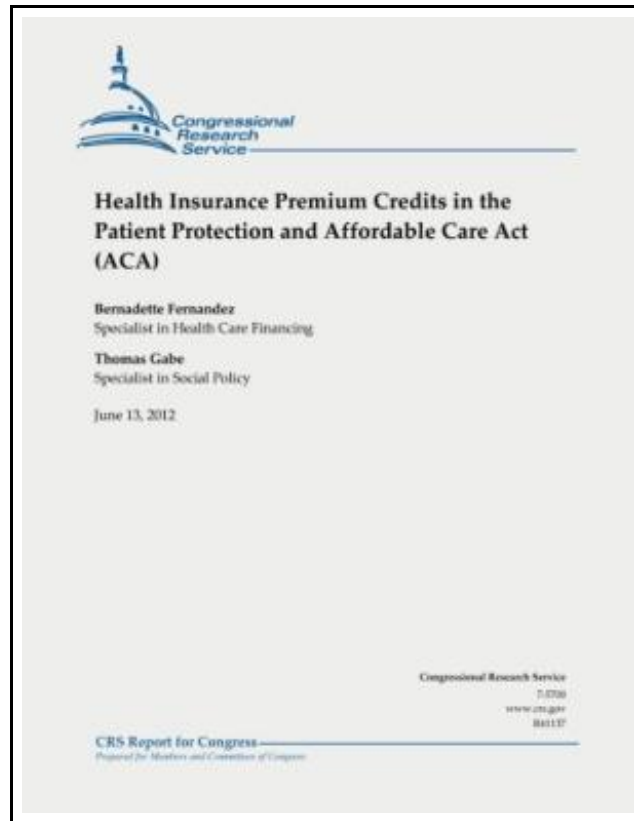 Congressional
Research
Service
Health Insurance Premium Credits in the
Patient Protection and Affordable Care Act
(ACA)
Bernadette Fernandez
Specialist in Health Care Financing
Thomas Gabe
Specialist in Social Policy
June 13, 2012
Congressional Research Service
7-5700
www.crs.gov
R41137
CRS Report for Congress
Prepared for Members and Committees of Congress